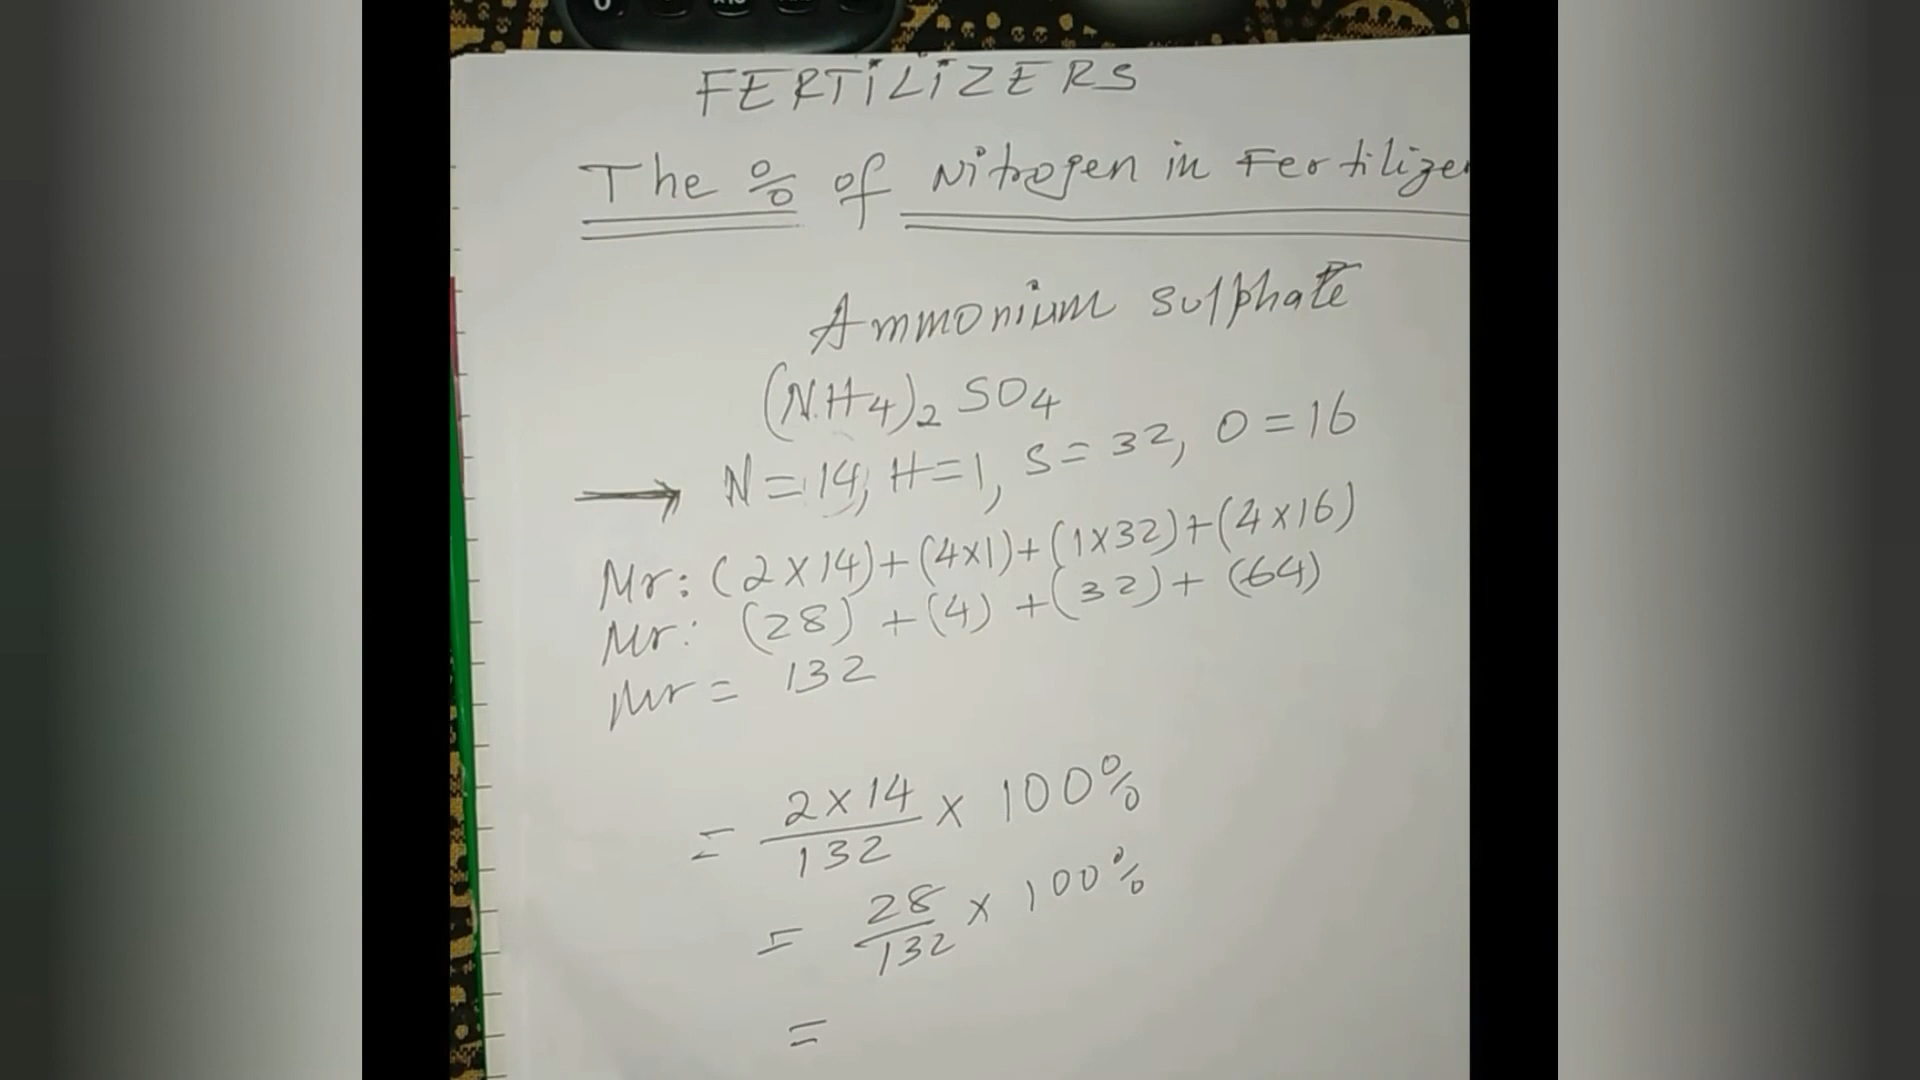 FERTILIZERS
The % of Nitrogen in Fertilizer
Ammonium sulphate
(NH4)2 SO4
→ N=14, H=1, S=32, O=16
Mr: (2×14)+(4×1)+(1×32)+(4×16)
Mr: (28) +(4) +(32)+ (64)
Mr = 132
= 2×14/132 × 100%
= 28/132 × 100%
=